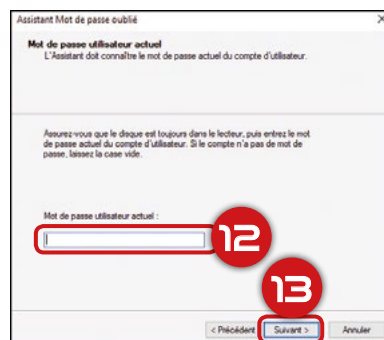 Assistant Mot de passe oublié
Mot de passe utilisateur actuel
L'Assistant doit connaître le mot de passe actuel du compte d'utilisateur.
Assurez-vous que le disque est toujours dans le lecteur, puis entrez le mot
de passe actuel du compte d'utilisateur. Si le compte n'a pas de mot de
passe, laissez la case vide.
Mot de passe utilisateur actuel :
12
13
< Précédent Suivant > Annuler